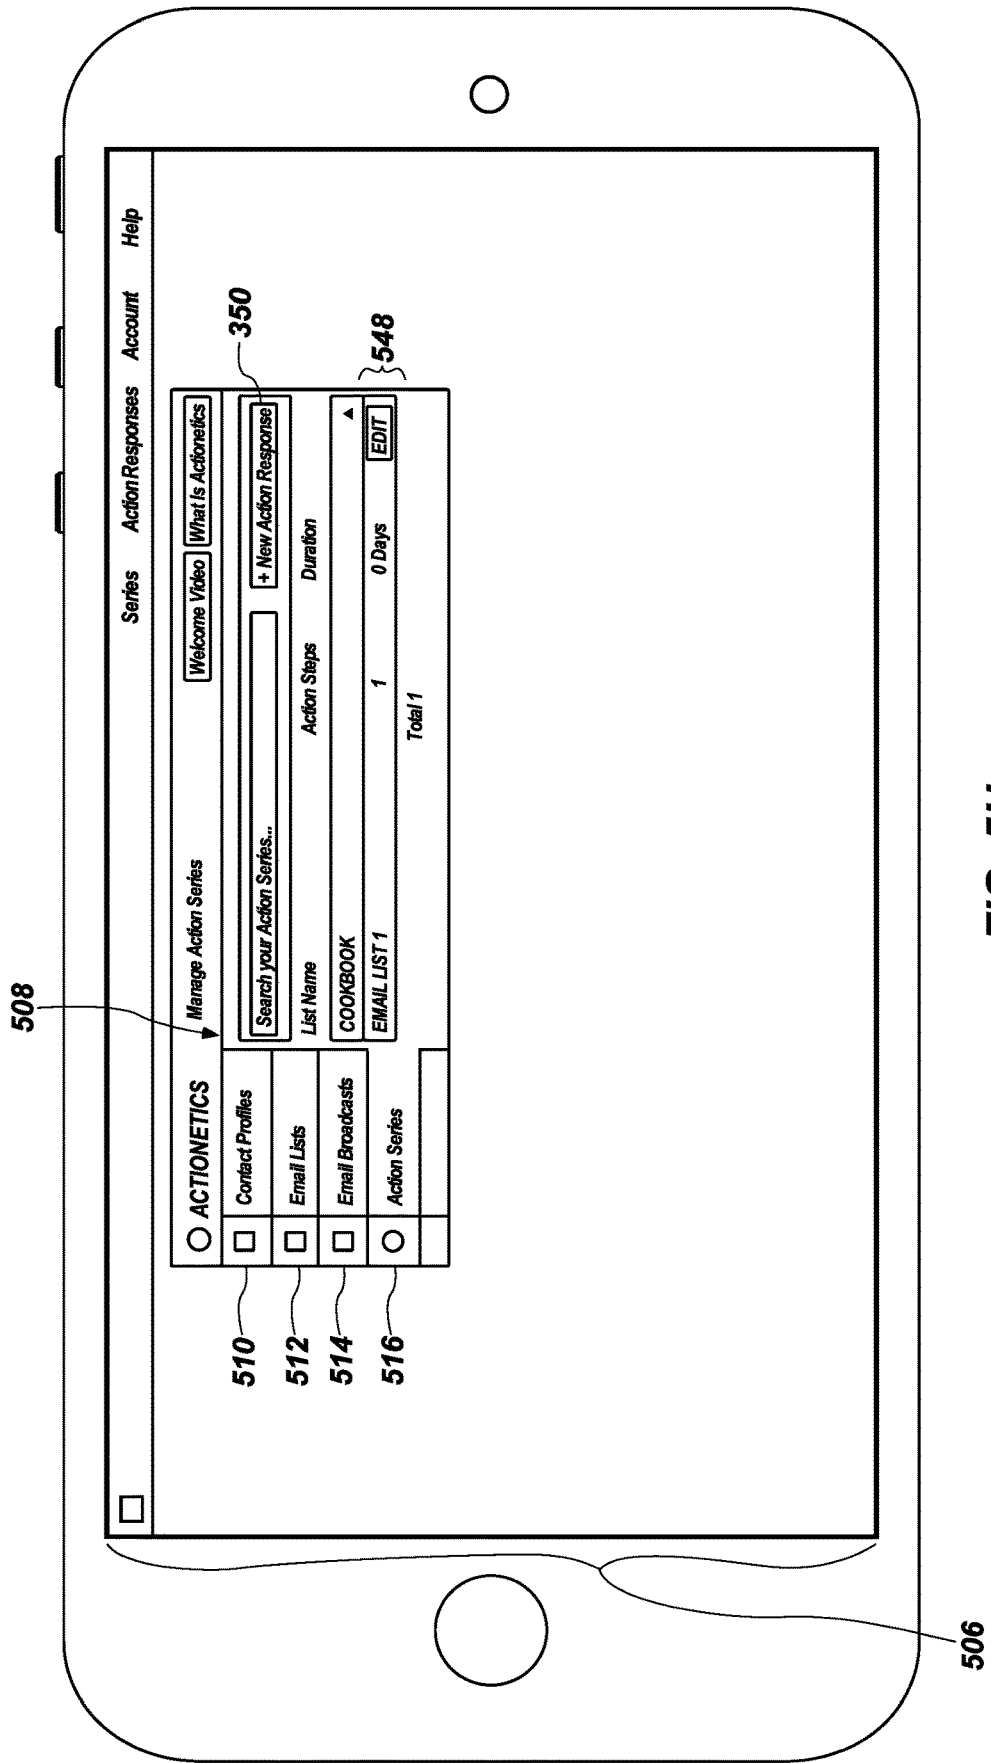 Series Action Responses Account Help
508
ACTIONETICS Manage Action Series Welcome Video What Is Actionetics
510 Contact Profiles Search your Action Series... + New Action Response 350
512 Email Lists List Name Action Steps Duration
514 Email Broadcasts COOKBOOK
516 Action Series EMAIL LIST 1 1 0 Days EDIT 548
Total 1
506